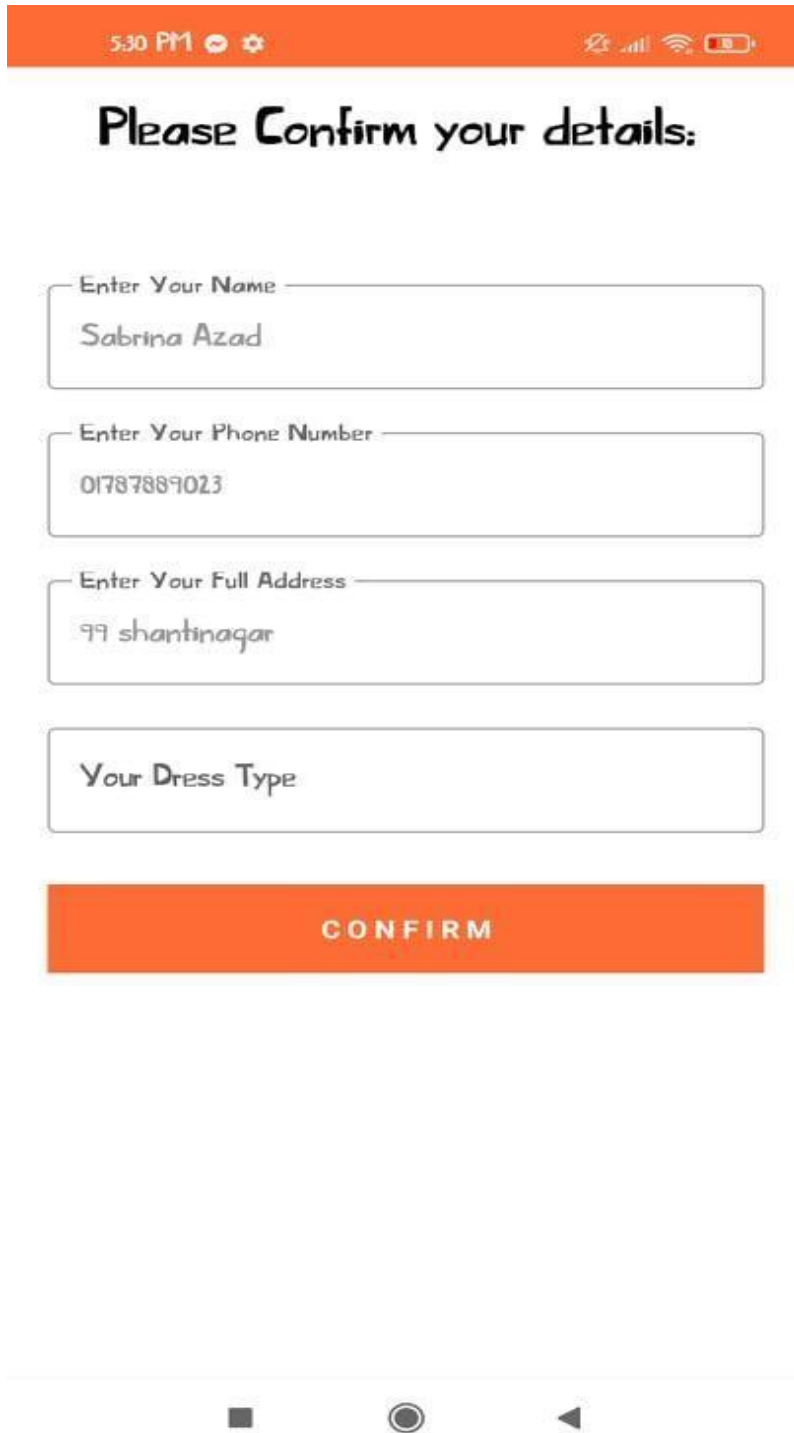 5:30 PM
Please Confirm your details:
Enter Your Name
Sabrina Azad
Enter Your Phone Number
01787889023
Enter Your Full Address
99 shantinagar
Your Dress Type
CONFIRM